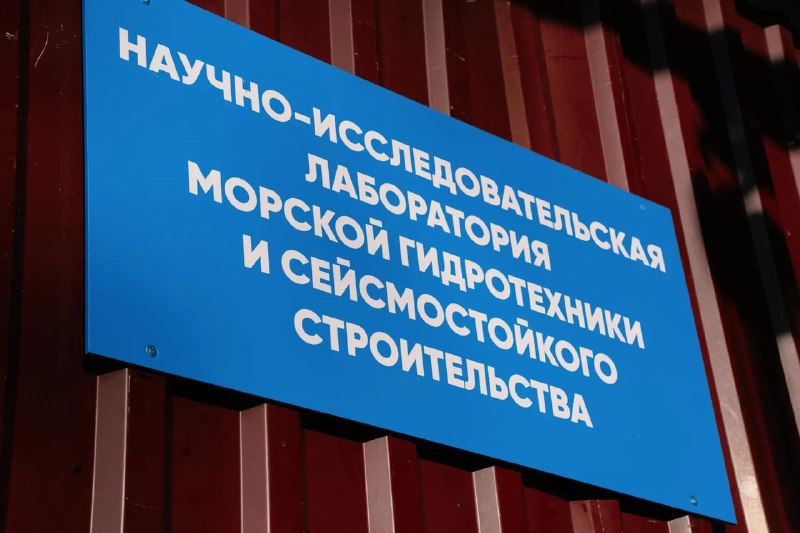 НАУЧНО-ИССЛЕДОВАТЕЛЬСКАЯ
ЛАБОРАТОРИЯ
МОРСКОЙ ГИДРОТЕХНИКИ
И СЕЙСМОСТОЙКОГО
СТРОИТЕЛЬСТВА